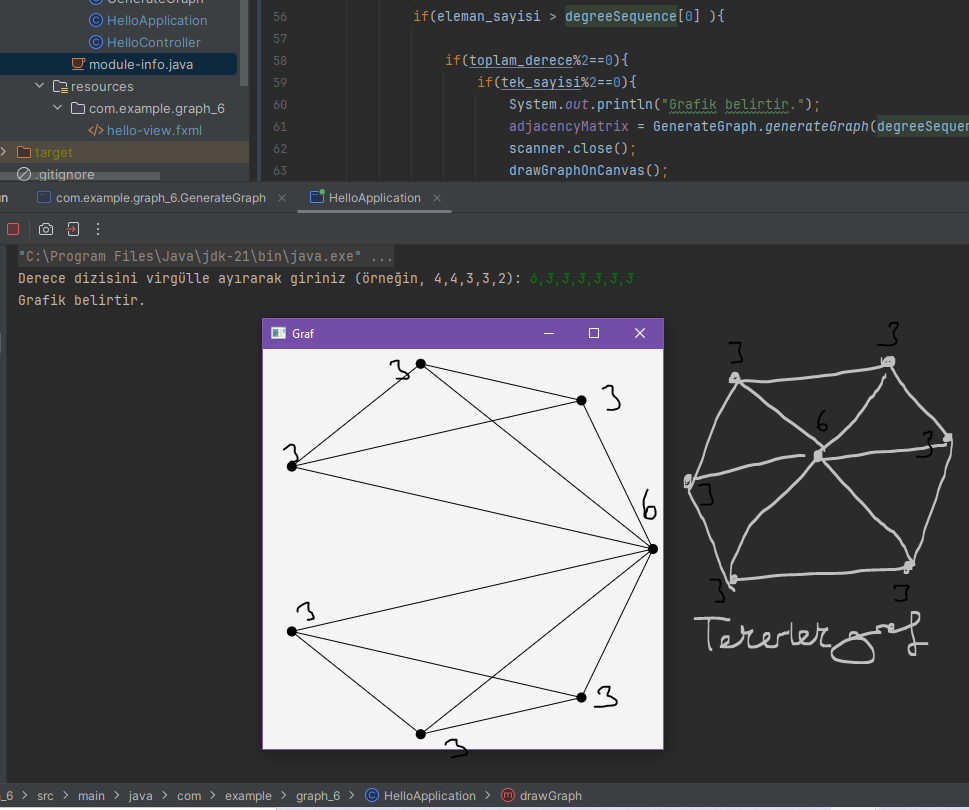 GenerateGraph
HelloApplication
HelloController
module-info.java
resources
com.example.graph_6
hello-view.fxml
target
.gitignore
56 if(eleman_sayisi > degreeSequence[0] ){
57
58 if(toplam_derece%2==0){
59 if(tek_sayisi%2==0){
60 System.out.println("Grafik belirtir.");
61 adjacencyMatrix = GenerateGraph.generateGraph(degreeSequen
62 scanner.close();
63 drawGraphOnCanvas();
n com.example.graph_6.GenerateGraph HelloApplication
"C:\Program Files\Java\jdk-21\bin\java.exe" ...
Derece dizisini virgülle ayırarak giriniz (örneğin, 4,4,3,3,2): 6,3,3,3,3,3,3
Grafik belirtir.
Graf
3
3
3
6
3
3
3
3
3
6
3
3
3
3
_6 > src > main > java > com > example > graph_6 > HelloApplication > drawGraph